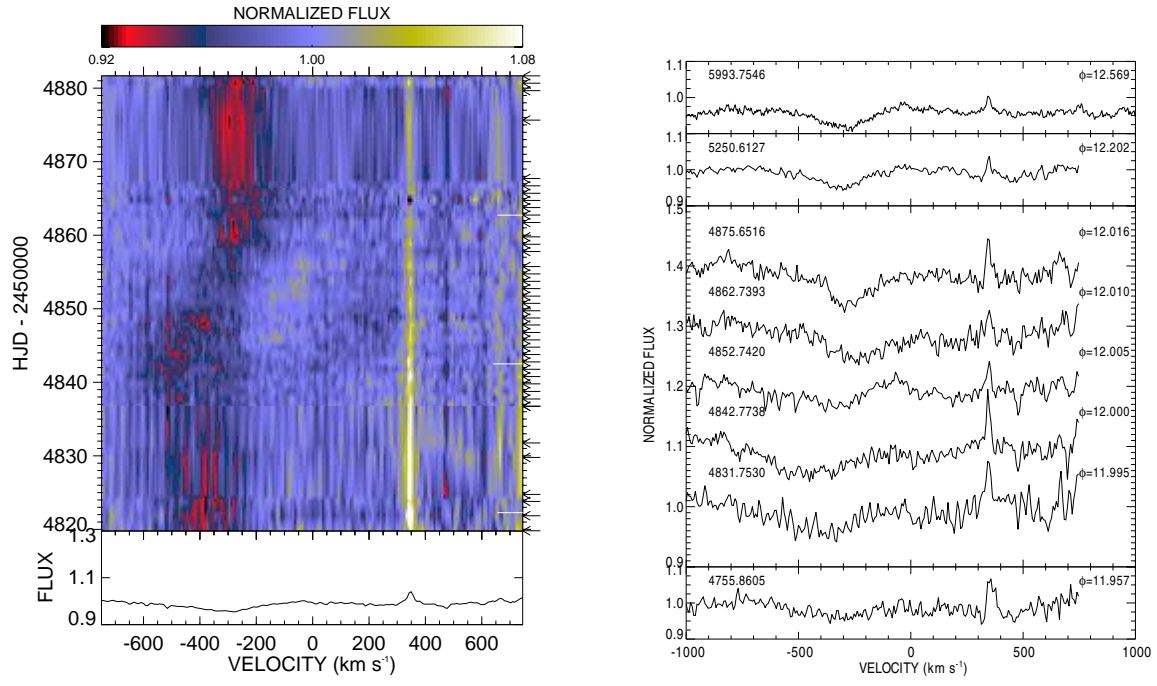 NORMALIZED FLUX
0.92 1.00 1.08
HJD - 2450000
4880
4870
4860
4850
4840
4830
4820
FLUX
1.3
1.1
0.9
-600 -400 -200 0 200 400 600
VELOCITY (km s-1)
NORMALIZED FLUX
1.1
1.0
5993.7546 ϕ=12.569
1.1
1.0
0.9
5250.6127 ϕ=12.202
1.5
1.4
1.3
1.2
1.1
1.0
0.9
4875.6516 ϕ=12.016
4862.7393 ϕ=12.010
4852.7420 ϕ=12.005
4842.7738 ϕ=12.000
4831.7530 ϕ=11.995
1.1
1.0
0.9
4755.8605 ϕ=11.957
-1000 -500 0 500 1000
VELOCITY (km s-1)